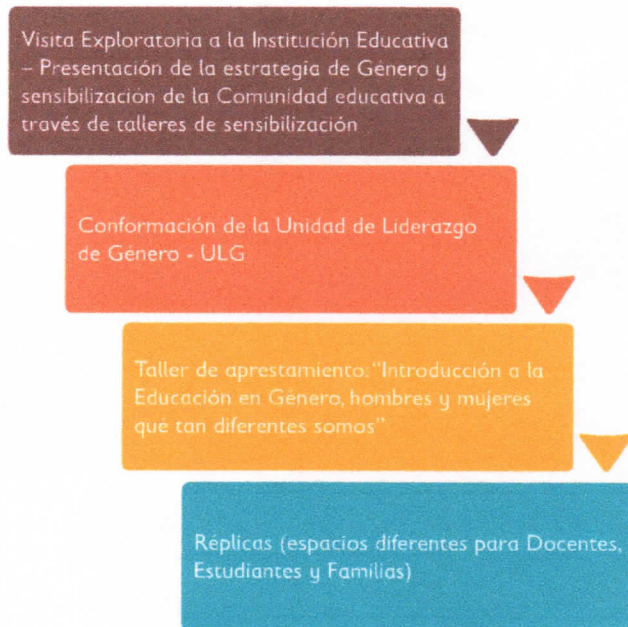 Visita Exploratoria a la Institución Educativa
– Presentación de la estrategia de Género y
sensibilización de la Comunidad educativa a
través de talleres de sensibilización
Conformación de la Unidad de Liderazgo
de Género - ULG
Taller de aprestamiento: “Introducción a la
Educación en Género, hombres y mujeres
qué tan diferentes somos”
Réplicas (espacios diferentes para Docentes,
Estudiantes y Familias)